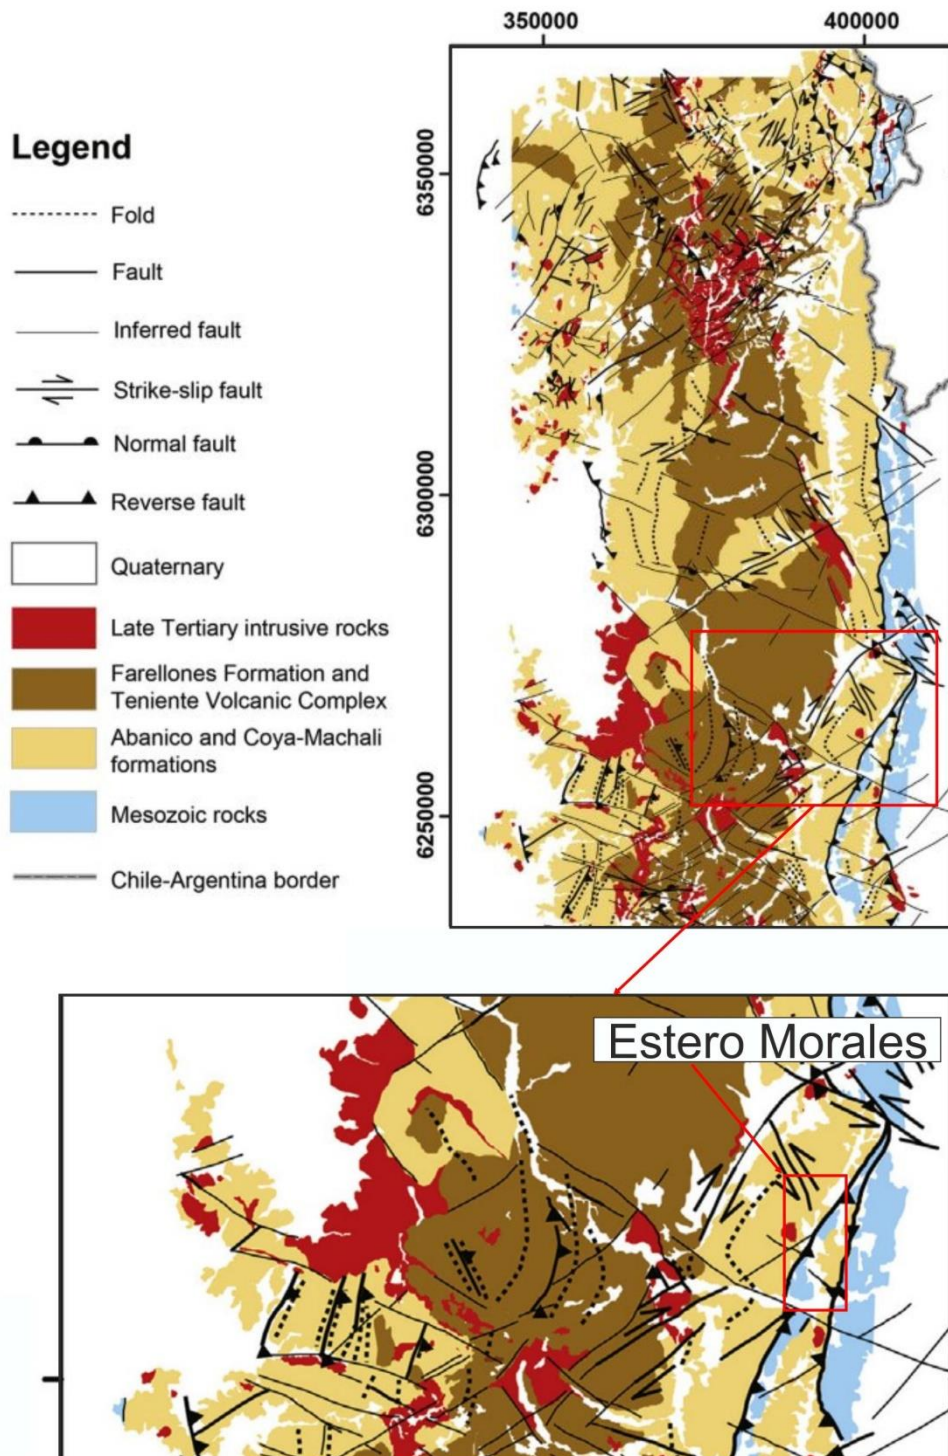 350000
400000
Legend
6350000
Fold
Fault
Inferred fault
Strike-slip fault
Normal fault
6300000
Reverse fault
Quaternary
Late Tertiary intrusive rocks
Farellones Formation and
Teniente Volcanic Complex
Abanico and Coya-Machali
formations
6250000
Mesozoic rocks
Chile-Argentina border
Estero Morales